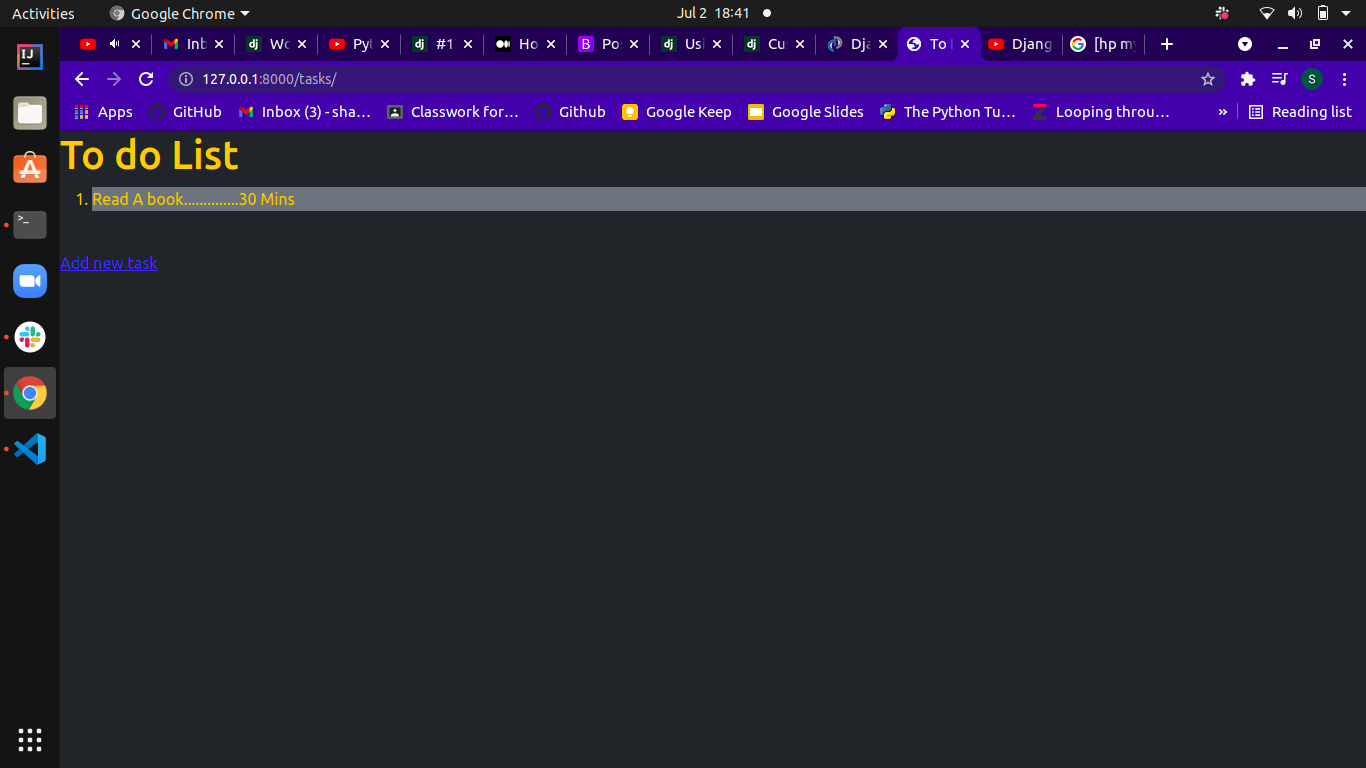 Activities Google Chrome Jul 2 18:41
Inb Wo Pyt #1 Ho Po Usi Cu Dja To Djang [hp my
127.0.0.1:8000/tasks/ S
Apps GitHub Inbox (3) - sha… Classwork for… Github Google Keep Google Slides The Python Tu… Looping throu… » Reading list
To do List
1. Read A book..............30 Mins
Add new task